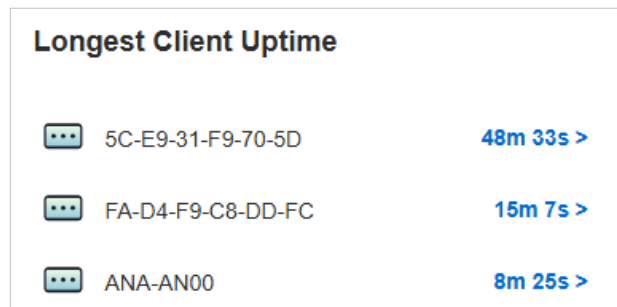 Longest Client Uptime
5C-E9-31-F9-70-5D 48m 33s >
FA-D4-F9-C8-DD-FC 15m 7s >
ANA-AN00 8m 25s >